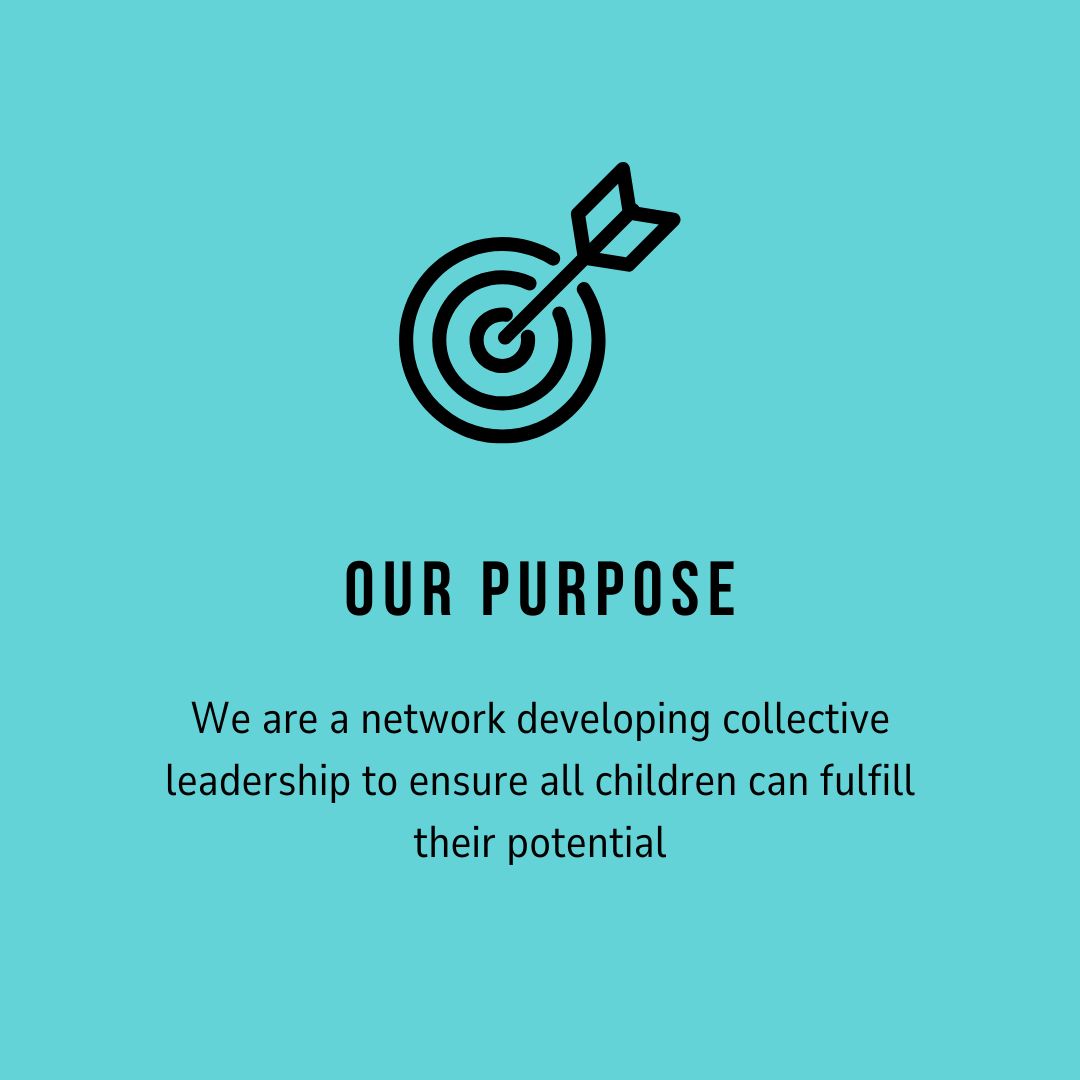 OUR PURPOSE
We are a network developing collective
leadership to ensure all children can fulfill
their potential